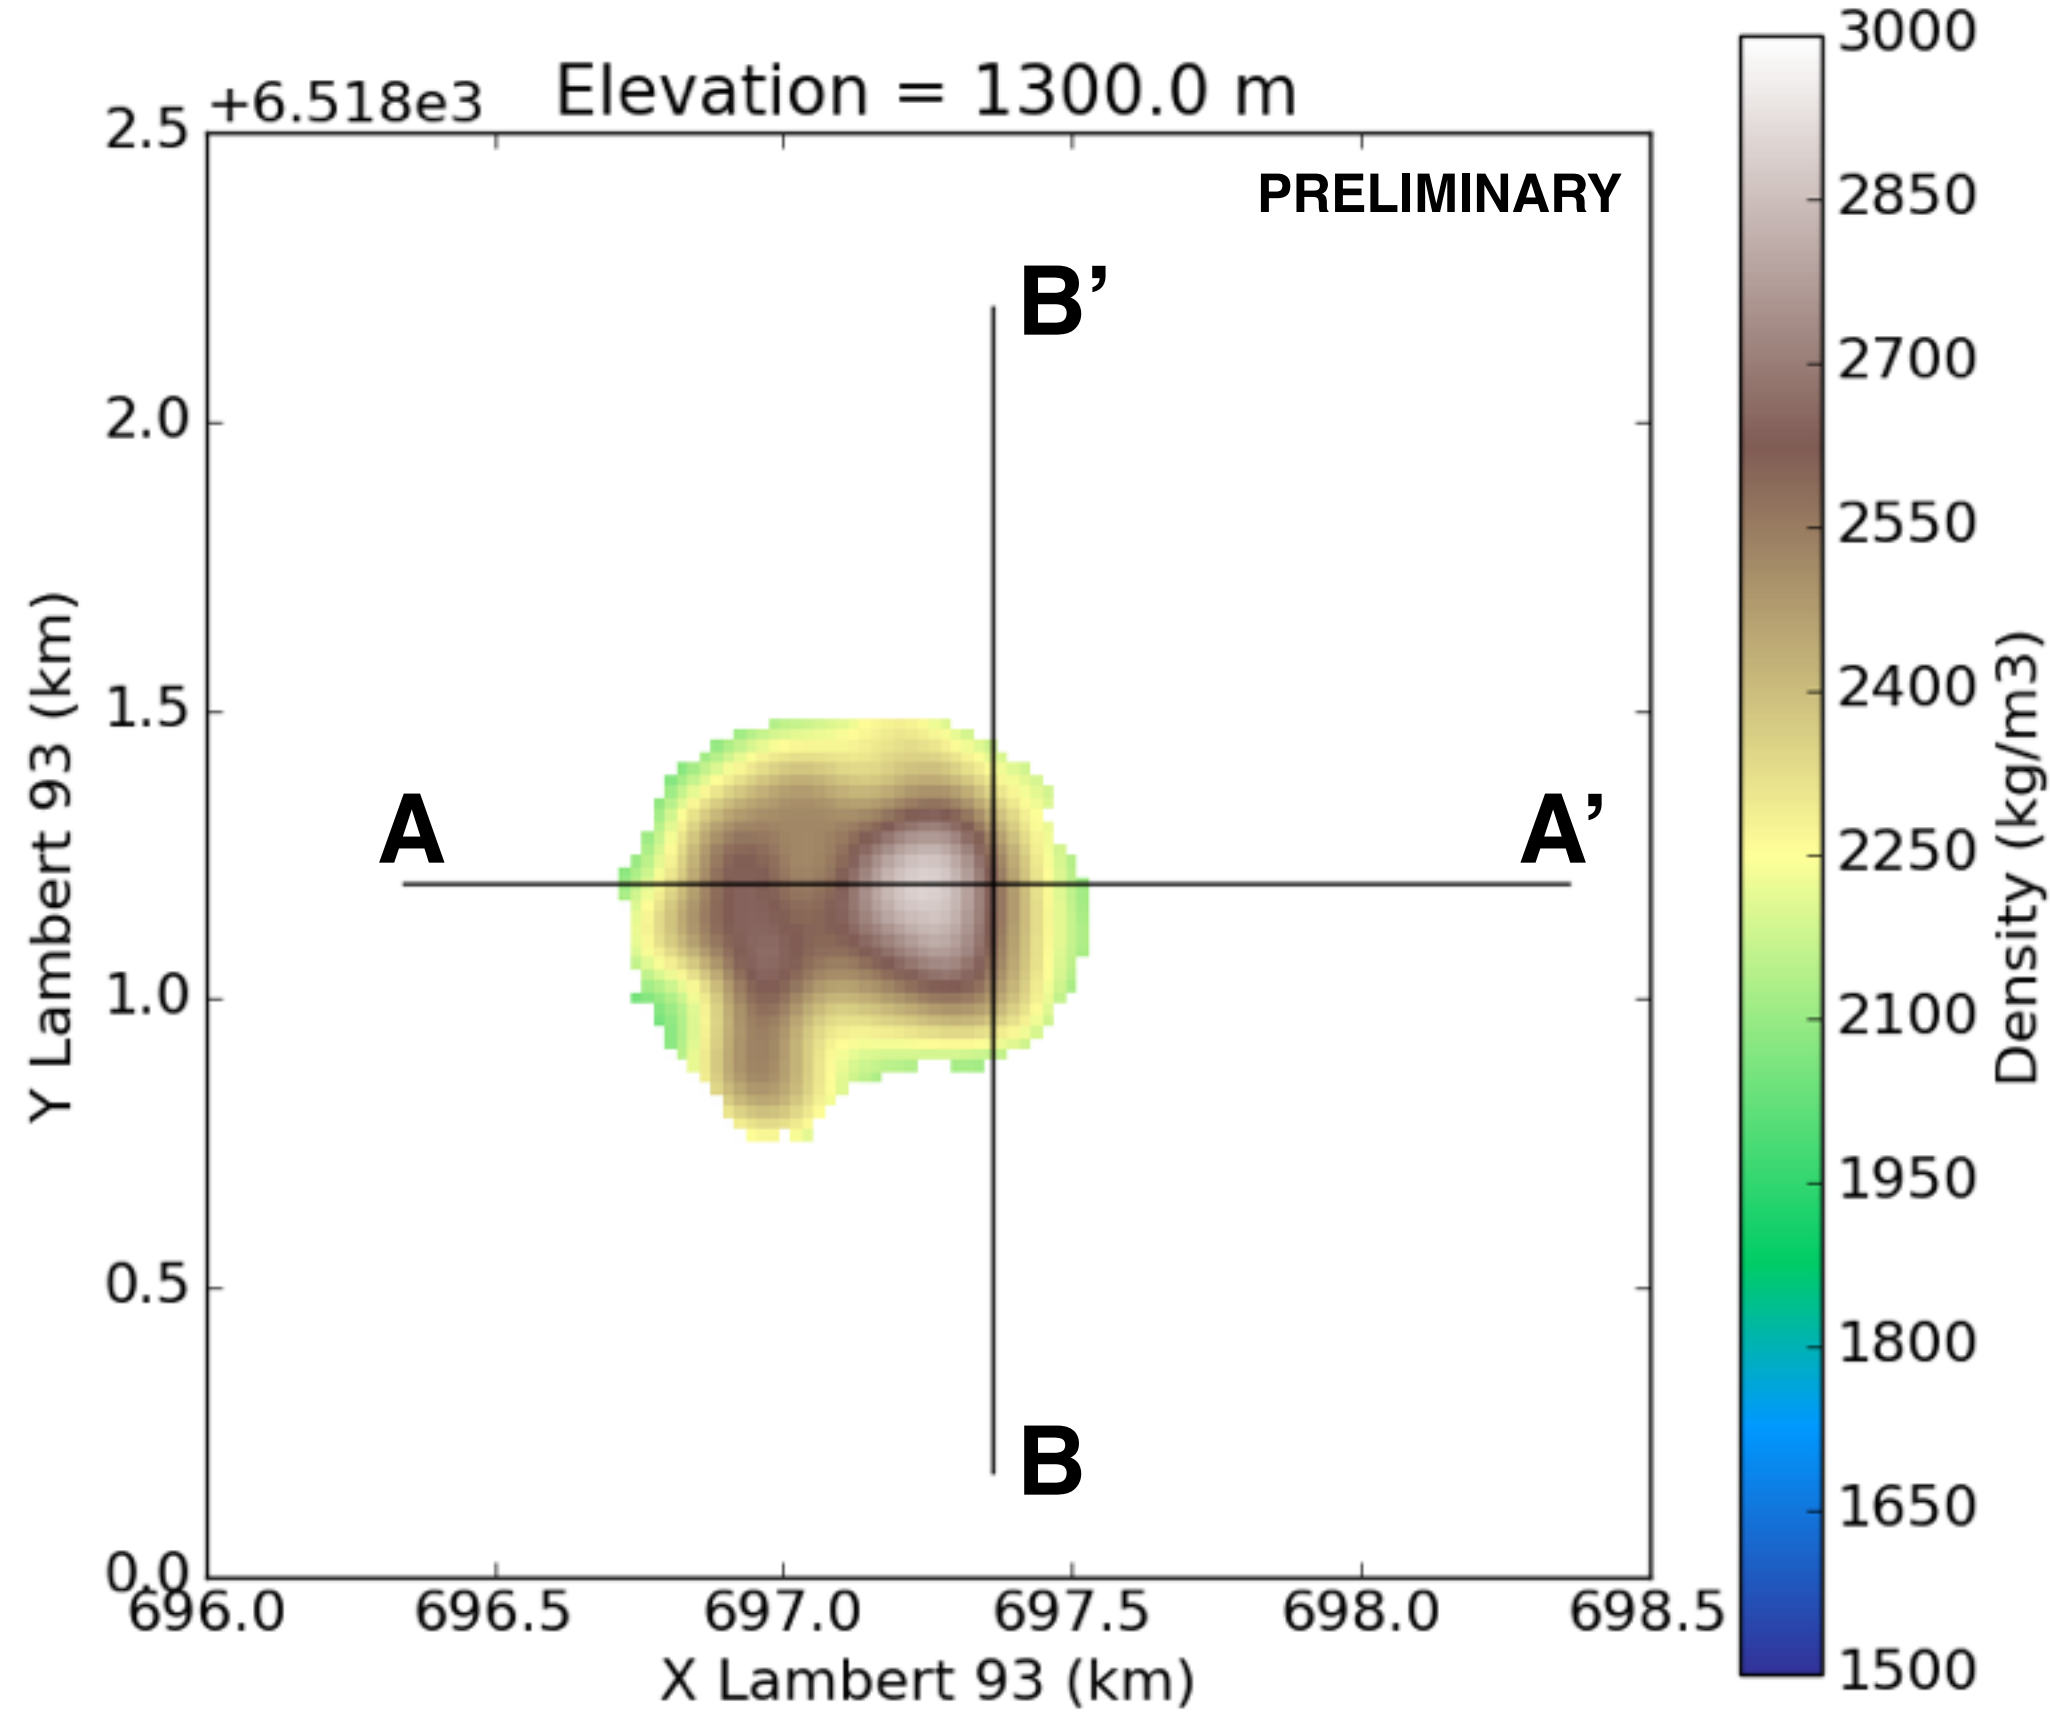 +6.518e3
Elevation = 1300.0 m
PRELIMINARY
B’
A
A’
B
2.5
2.0
1.5
1.0
0.5
0.0
696.0 696.5 697.0 697.5 698.0 698.5
X Lambert 93 (km)
Y Lambert 93 (km)
3000
2850
2700
2550
2400
2250
2100
1950
1800
1650
1500
Density (kg/m3)